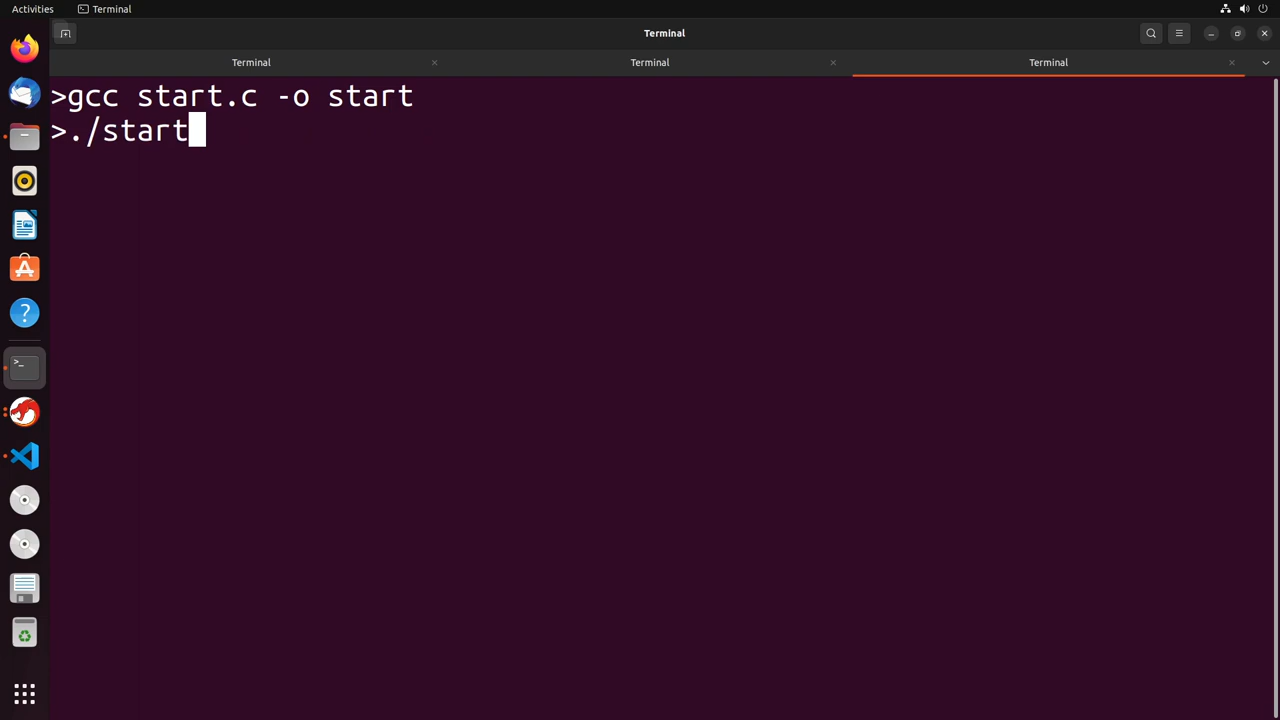 Activities
Terminal
Terminal
Terminal
Terminal
Terminal
>gcc start.c -o start
>./start